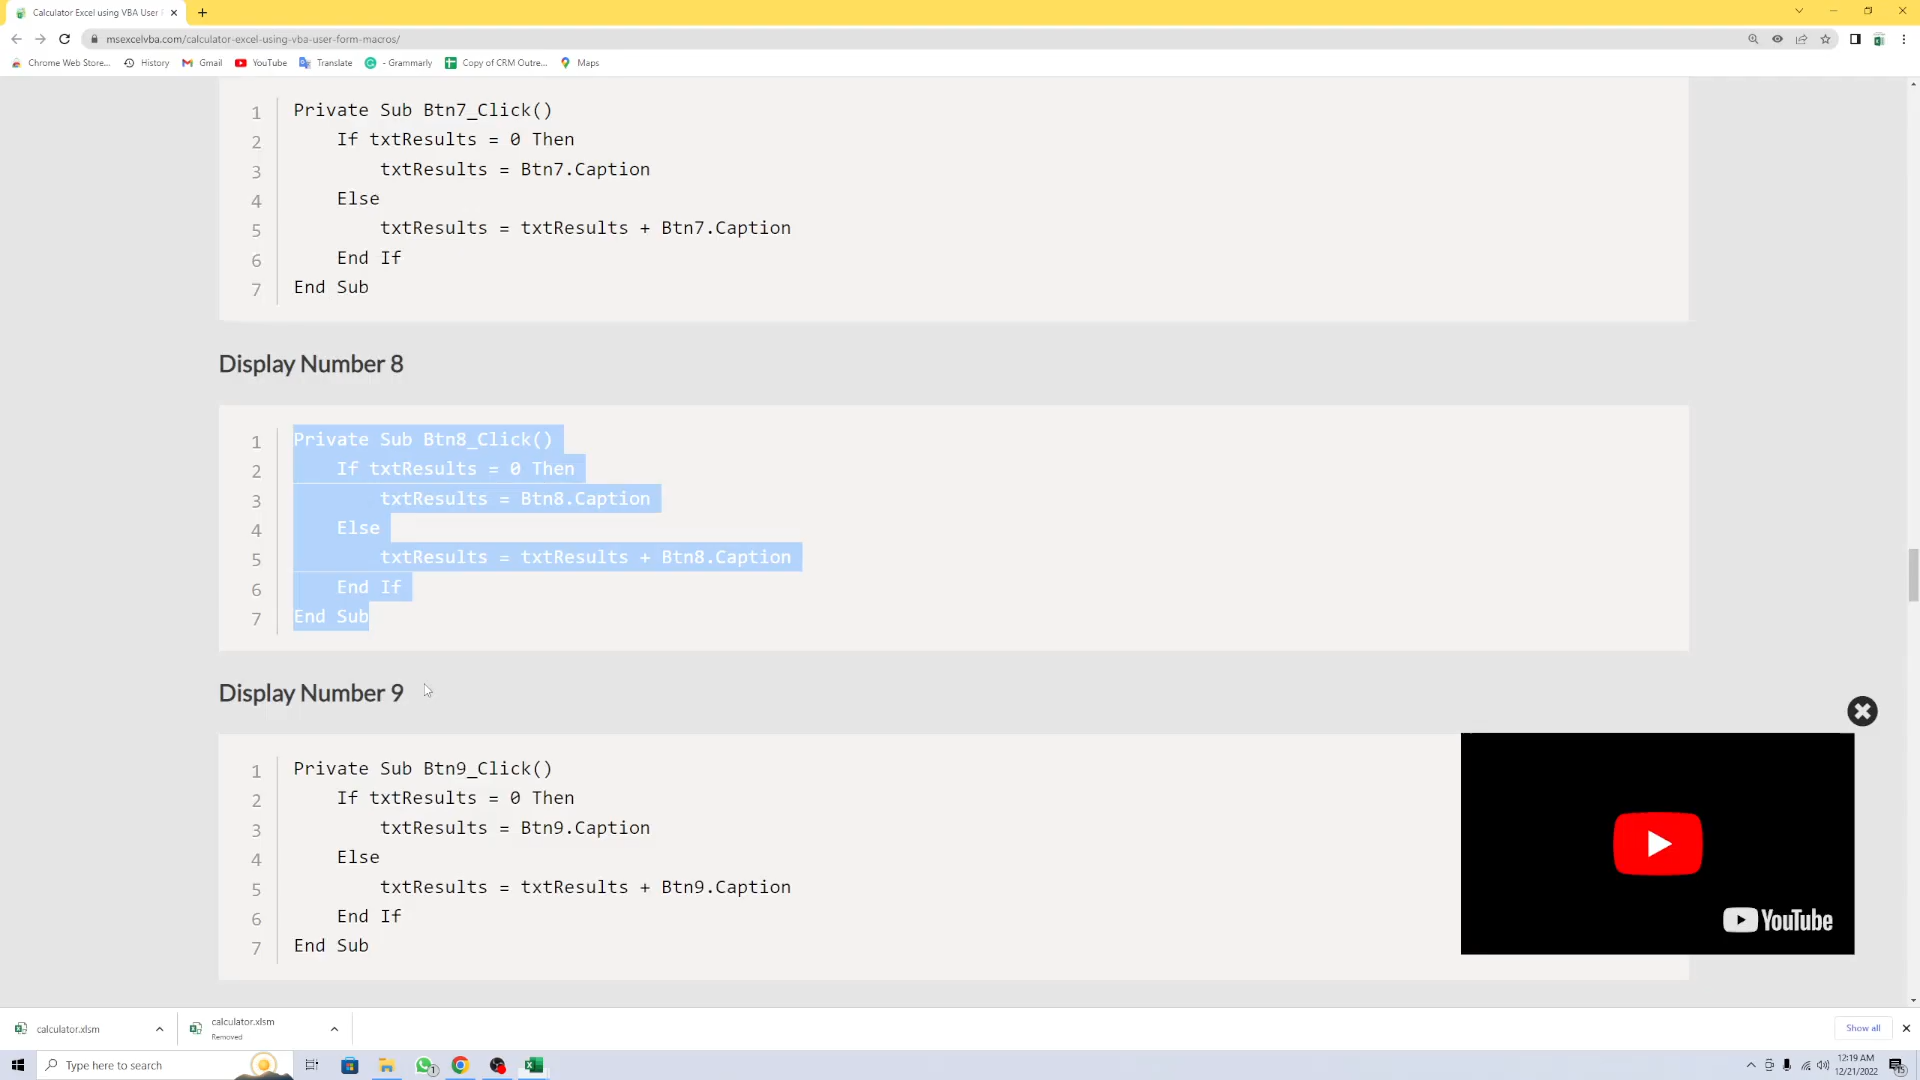 Calculator Excel using VBA User
msexcelvba.com/calculator-excel-using-vba-user-form-macros/
Chrome Web Store... History Gmail YouTube Translate - Grammarly Copy of CRM Outre... Maps
1 Private Sub Btn7_Click()
2 If txtResults = 0 Then
3 txtResults = Btn7.Caption
4 Else
5 txtResults = txtResults + Btn7.Caption
6 End If
7 End Sub
Display Number 8
1 Private Sub Btn8_Click()
2 If txtResults = 0 Then
3 txtResults = Btn8.Caption
4 Else
5 txtResults = txtResults + Btn8.Caption
6 End If
7 End Sub
Display Number 9
1 Private Sub Btn9_Click()
2 If txtResults = 0 Then
3 txtResults = Btn9.Caption
4 Else
5 txtResults = txtResults + Btn9.Caption
6 End If
7 End Sub
YouTube
calculator.xlsm
calculator.xlsm
Removed
Show all
Type here to search
1
12:19 AM
12/21/2022
15